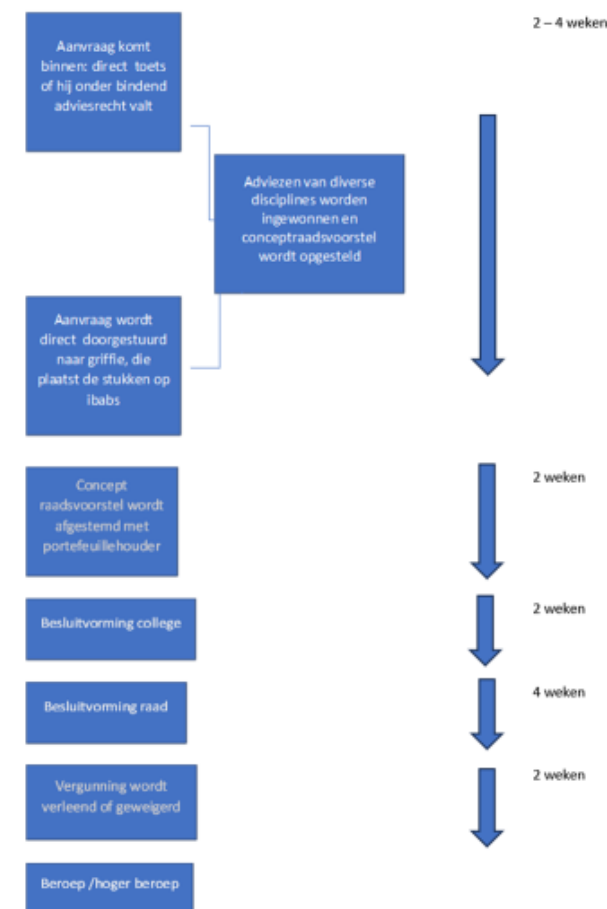 2 – 4 weken
Aanvraag komt
binnen: direct toets
of hij onder bindend
adviesrecht valt
Adviezen van diverse
disciplines worden
ingewonnen en
conceptraadsvoorstel
wordt opgesteld
Aanvraag wordt
direct doorgestuurd
naar griffie, die
plaatst de stukken op
ibabs
Concept
raadsvoorstel wordt
afgestemd met
portefeuillehouder
2 weken
Besluitvorming college
2 weken
Besluitvorming raad
4 weken
Vergunning wordt
verleend of geweigerd
2 weken
Beroep /hoger beroep